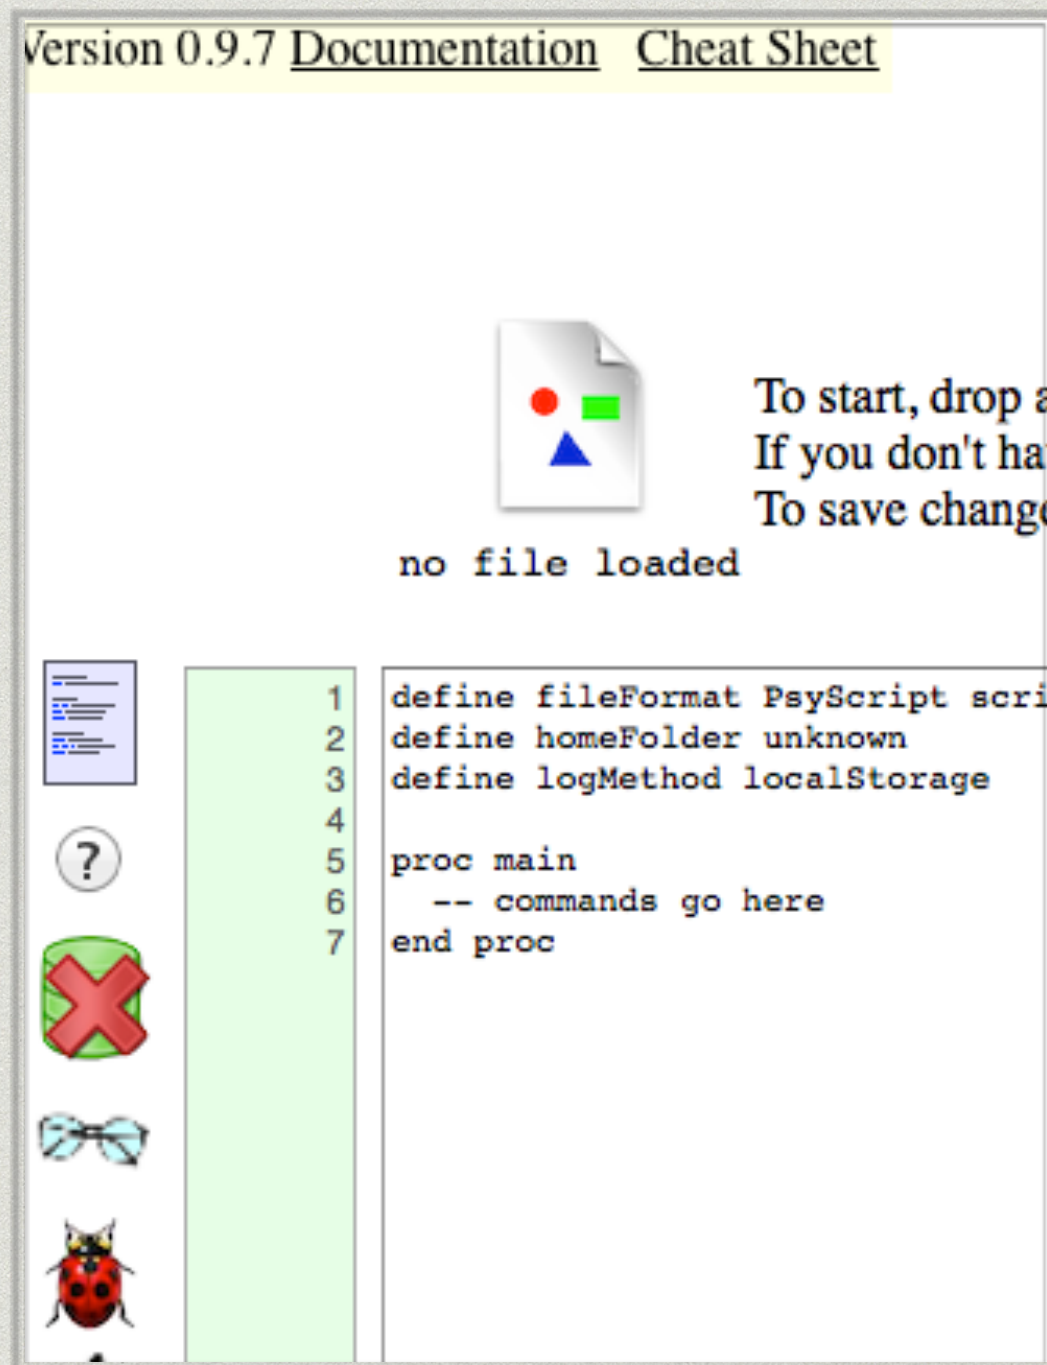 Version 0.9.7 Documentation Cheat Sheet
To start, drop
If you don't
To save
no file loaded
1 define fileFormat PsyScript
2 define homeFolder unknown
3 define logMethod localStorage
4
5 proc main
6 -- commands go here
7 end proc
?